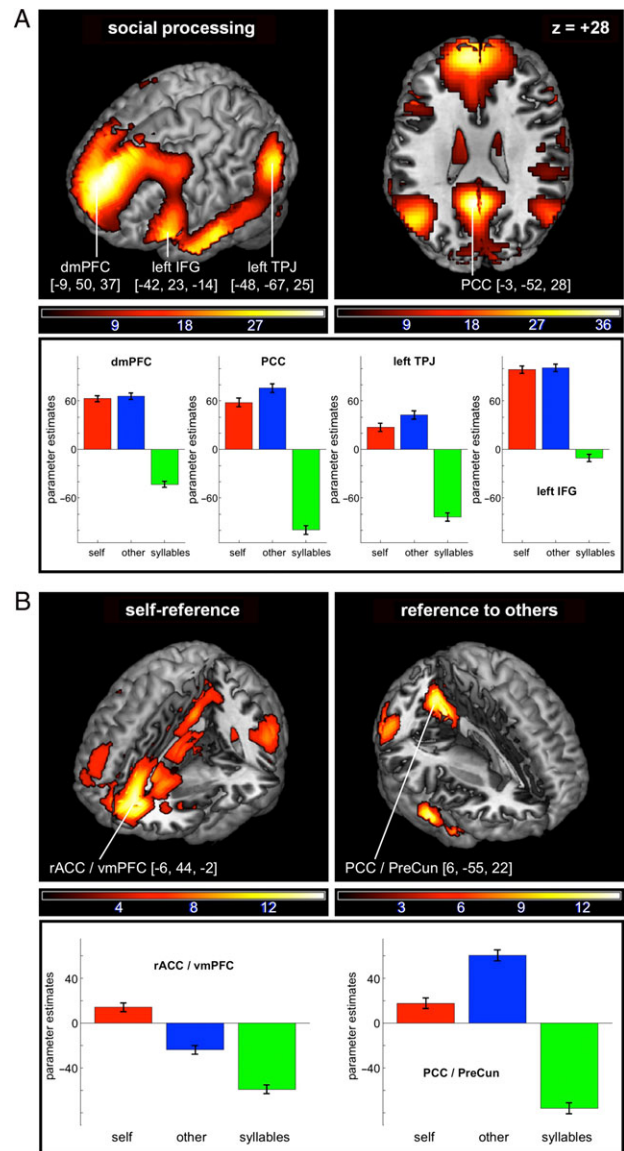 A
social processing
z = +28
dmPFC
[-9, 50, 37]
left IFG
[-42, 23, -14]
left TPJ
[-48, -67, 25]
PCC [-3, -52, 28]
9 18 27
9 18 27 36
dmPFC
parameter estimates
60
0
−60
self other syllables
PCC
parameter estimates
60
0
−60
self other syllables
left TPJ
parameter estimates
60
0
−60
self other syllables
left IFG
parameter estimates
60
0
−60
self other syllables
B
self-reference
reference to others
rACC / vmPFC [-6, 44, -2]
PCC / PreCun [6, -55, 22]
4 8 12
3 6 9 12
rACC / vmPFC
parameter estimates
40
0
−40
self other syllables
PCC / PreCun
parameter estimates
40
0
−40
self other syllables